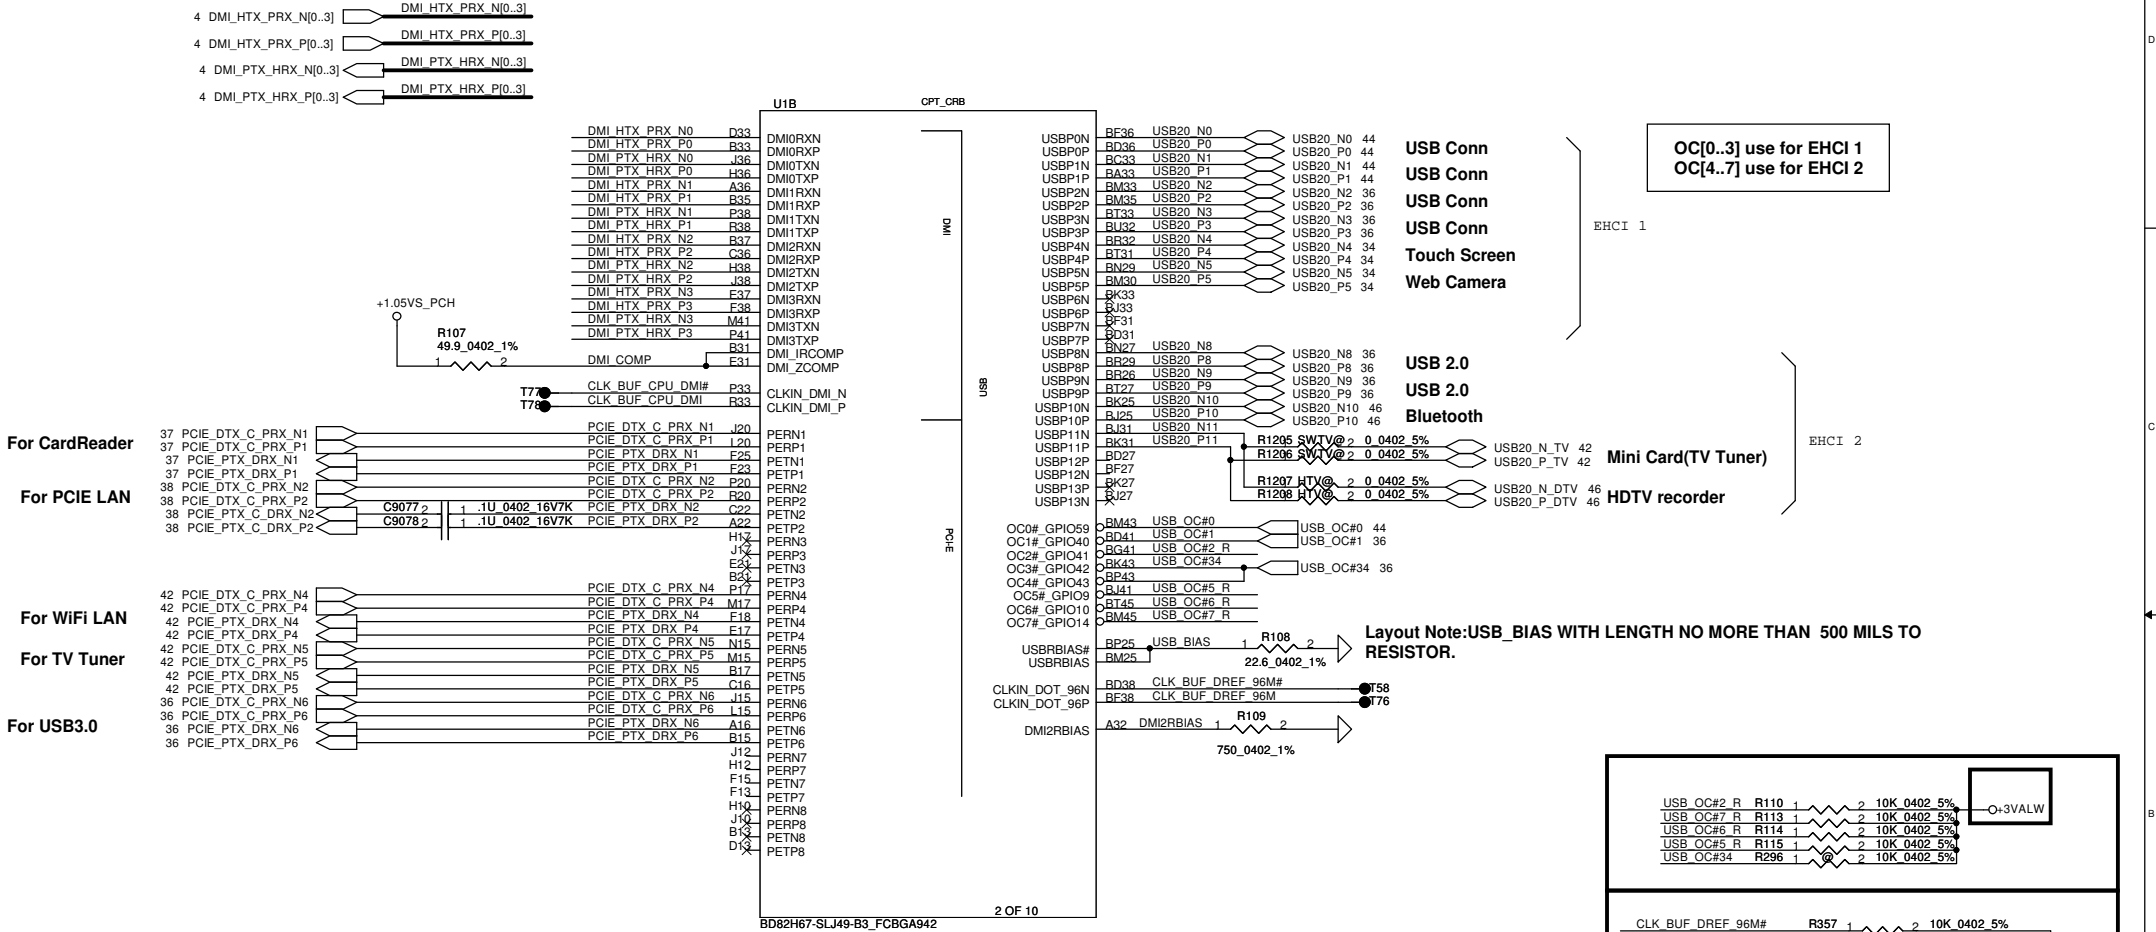 4 DMI_HTX_PRX_N[0..3] DMI_HTX_PRX_N[0..3]
4 DMI_HTX_PRX_P[0..3] DMI_HTX_PRX_P[0..3]
4 DMI_PTX_HRX_N[0..3] DMI_PTX_HRX_N[0..3]
4 DMI_PTX_HRX_P[0..3] DMI_PTX_HRX_P[0..3]
D
U1B CPT_CRB
DMI_HTX_PRX_N0 D33 DMI0RXN
DMI_HTX_PRX_P0 B33 DMI0RXP
DMI_PTX_HRX_N0 J36 DMI0TXN
DMI_PTX_HRX_P0 H36 DMI0TXP
DMI_HTX_PRX_N1 A36 DMI1RXN
DMI_HTX_PRX_P1 B35 DMI1RXP
DMI_PTX_HRX_N1 P38 DMI1TXN
DMI_PTX_HRX_P1 R38 DMI1TXP
DMI_HTX_PRX_N2 B37 DMI2RXN
DMI_HTX_PRX_P2 C36 DMI2RXP
DMI_PTX_HRX_N2 H38 DMI2TXN
DMI_PTX_HRX_P2 J38 DMI2TXP
DMI_HTX_PRX_N3 E37 DMI3RXN
DMI_HTX_PRX_P3 F38 DMI3RXP
DMI_PTX_HRX_N3 M41 DMI3TXN
DMI_PTX_HRX_P3 P41 DMI3TXP
+1.05VS_PCH
R107
49.9_0402_1%
1 2 DMI_COMP
B31 DMI_IRCOMP
E31 DMI_ZCOMP
T77 CLK_BUF_CPU_DMI# P33 CLKIN_DMI_N
T78 CLK_BUF_CPU_DMI R33 CLKIN_DMI_P
For CardReader
37 PCIE_DTX_C_PRX_N1 PCIE_DTX_C_PRX_N1 J20 PERN1
37 PCIE_DTX_C_PRX_P1 PCIE_DTX_C_PRX_P1 L20 PERP1
37 PCIE_PTX_DRX_N1 PCIE_PTX_DRX_N1 F25 PETN1
37 PCIE_PTX_DRX_P1 PCIE_PTX_DRX_P1 F23 PETP1
For PCIE LAN
38 PCIE_DTX_C_PRX_N2 PCIE_DTX_C_PRX_N2 P20 PERN2
38 PCIE_DTX_C_PRX_P2 PCIE_DTX_C_PRX_P2 R20 PERP2
38 PCIE_PTX_C_DRX_N2 C9077 2 1 .1U_0402_16V7K PCIE_PTX_DRX_N2 C22 PETN2
38 PCIE_PTX_C_DRX_P2 C9078 2 1 .1U_0402_16V7K PCIE_PTX_DRX_P2 A22 PETP2
H17 PERN3
J17 PERP3
E21 PETN3
B21 PETP3
For WiFi LAN
42 PCIE_DTX_C_PRX_N4 PCIE_DTX_C_PRX_N4 P17 PERN4
42 PCIE_DTX_C_PRX_P4 PCIE_DTX_C_PRX_P4 M17 PERP4
42 PCIE_PTX_DRX_N4 PCIE_PTX_DRX_N4 F18 PETN4
42 PCIE_PTX_DRX_P4 PCIE_PTX_DRX_P4 E17 PETP4
For TV Tuner
42 PCIE_DTX_C_PRX_N5 PCIE_DTX_C_PRX_N5 N15 PERN5
42 PCIE_DTX_C_PRX_P5 PCIE_DTX_C_PRX_P5 M15 PERP5
42 PCIE_PTX_DRX_N5 PCIE_PTX_DRX_N5 B17 PETN5
42 PCIE_PTX_DRX_P5 PCIE_PTX_DRX_P5 C16 PETP5
For USB3.0
36 PCIE_DTX_C_PRX_N6 PCIE_DTX_C_PRX_N6 J15 PERN6
36 PCIE_DTX_C_PRX_P6 PCIE_DTX_C_PRX_P6 L15 PERP6
36 PCIE_PTX_DRX_N6 PCIE_PTX_DRX_N6 A16 PETN6
36 PCIE_PTX_DRX_P6 PCIE_PTX_DRX_P6 B15 PETP6
J12 PERN7
H12 PERP7
F15 PETN7
F13 PETP7
H10 PERN8
J10 PERP8
B13 PETN8
D13 PETP8
DMI
USB
PCI-E
2 OF 10
BD82H67-SLJ49-B3_FCBGA942
USBP0N BF36 USB20_N0 USB20_N0 44
USBP0P BD36 USB20_P0 USB20_P0 44 USB Conn
USBP1N BC33 USB20_N1 USB20_N1 44
USBP1P BA33 USB20_P1 USB20_P1 44 USB Conn
USBP2N BM33 USB20_N2 USB20_N2 36
USBP2P BM35 USB20_P2 USB20_P2 36 USB Conn
USBP3N BT33 USB20_N3 USB20_N3 36
USBP3P BU32 USB20_P3 USB20_P3 36 USB Conn
USBP4N BR32 USB20_N4 USB20_N4 34
USBP4P BT31 USB20_P4 USB20_P4 34 Touch Screen
USBP5N BN29 USB20_N5 USB20_N5 34
USBP5P BM30 USB20_P5 USB20_P5 34 Web Camera
USBP6N BK33
USBP6P BJ33
USBP7N BF31
USBP7P BD31
EHCI 1
OC[0..3] use for EHCI 1
OC[4..7] use for EHCI 2
USBP8N BN27 USB20_N8 USB20_N8 36
USBP8P BR29 USB20_P8 USB20_P8 36 USB 2.0
USBP9N BR26 USB20_N9 USB20_N9 36
USBP9P BT27 USB20_P9 USB20_P9 36 USB 2.0
USBP10N BK25 USB20_N10 USB20_N10 46
USBP10P BJ25 USB20_P10 USB20_P10 46 Bluetooth
USBP11N BJ31 USB20_N11
USBP11P BK31 USB20_P11
USBP12P BD27
USBP12N BF27
USBP13P BK27
USBP13N BJ27
R1205 SWTV@ 2 0_0402_5% USB20_N_TV 42
R1206 SWTV@ 2 0_0402_5% USB20_P_TV 42
Mini Card(TV Tuner)
R1207 HTV@ 2 0_0402_5% USB20_N_DTV 46
R1208 HTV@ 2 0_0402_5% USB20_P_DTV 46
HDTV recorder
EHCI 2
C
OC0#_GPIO59 BM43 USB_OC#0 USB_OC#0 44
OC1#_GPIO40 BD41 USB_OC#1 USB_OC#1 36
OC2#_GPIO41 BG41 USB_OC#2_R
OC3#_GPIO42 BK43 USB_OC#34 USB_OC#34 36
OC4#_GPIO43 BP43
OC5#_GPIO9 BJ41 USB_OC#5_R
OC6#_GPIO10 BT45 USB_OC#6_R
OC7#_GPIO14 BM45 USB_OC#7_R
USBRBIAS# BP25 USB_BIAS 1 R108 2
USBRBIAS BM25 22.6_0402_1%
Layout Note:USB_BIAS WITH LENGTH NO MORE THAN 500 MILS TO
RESISTOR.
CLKIN_DOT_96N BD38 CLK_BUF_DREF_96M# T58
CLKIN_DOT_96P BF38 CLK_BUF_DREF_96M T76
DMI2RBIAS A32 DMI2RBIAS 1 R109 2
750_0402_1%
USB_OC#2_R R110 1 2 10K_0402_5% +3VALW
USB_OC#7_R R113 1 2 10K_0402_5%
USB_OC#6_R R114 1 2 10K_0402_5%
USB_OC#5_R R115 1 2 10K_0402_5%
USB_OC#34 R296 1 @ 2 10K_0402_5%
B
CLK_BUF_DREF_96M# R357 1 2 10K_0402_5%